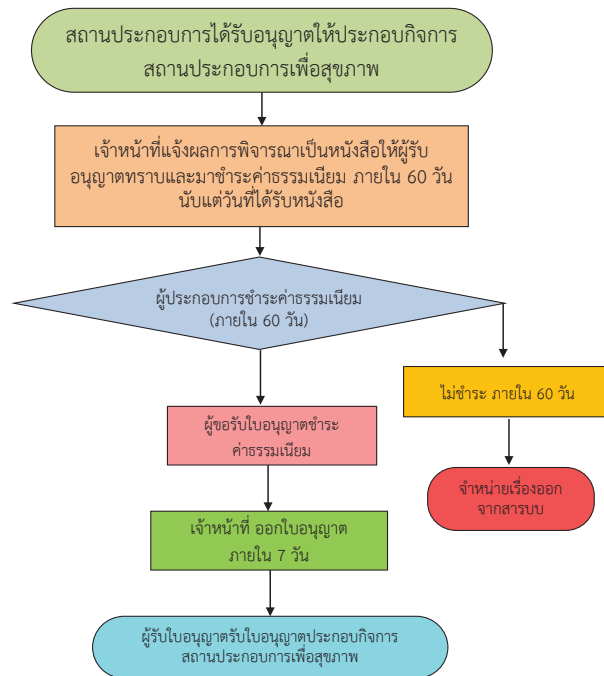 สถานประกอบการได้รับอนุญาตให้ประกอบกิจการ
สถานประกอบการเพื่อสุขภาพ
เจ้าหน้าที่แจ้งผลการพิจารณาเป็นหนังสือให้ผู้รับ
อนุญาตทราบและมาชำระค่าธรรมเนียม ภายใน 60 วัน
นับแต่วันที่ได้รับหนังสือ
ผู้ประกอบการชำระค่าธรรมเนียม
(ภายใน 60 วัน)
ไม่ชำระ ภายใน 60 วัน
ผู้ขอรับใบอนุญาตชำระ
ค่าธรรมเนียม
จำหน่ายเรื่องออก
จากสารบบ
เจ้าหน้าที่ ออกใบอนุญาต
ภายใน 7 วัน
ผู้รับใบอนุญาตรับใบอนุญาตประกอบกิจการ
สถานประกอบการเพื่อสุขภาพ